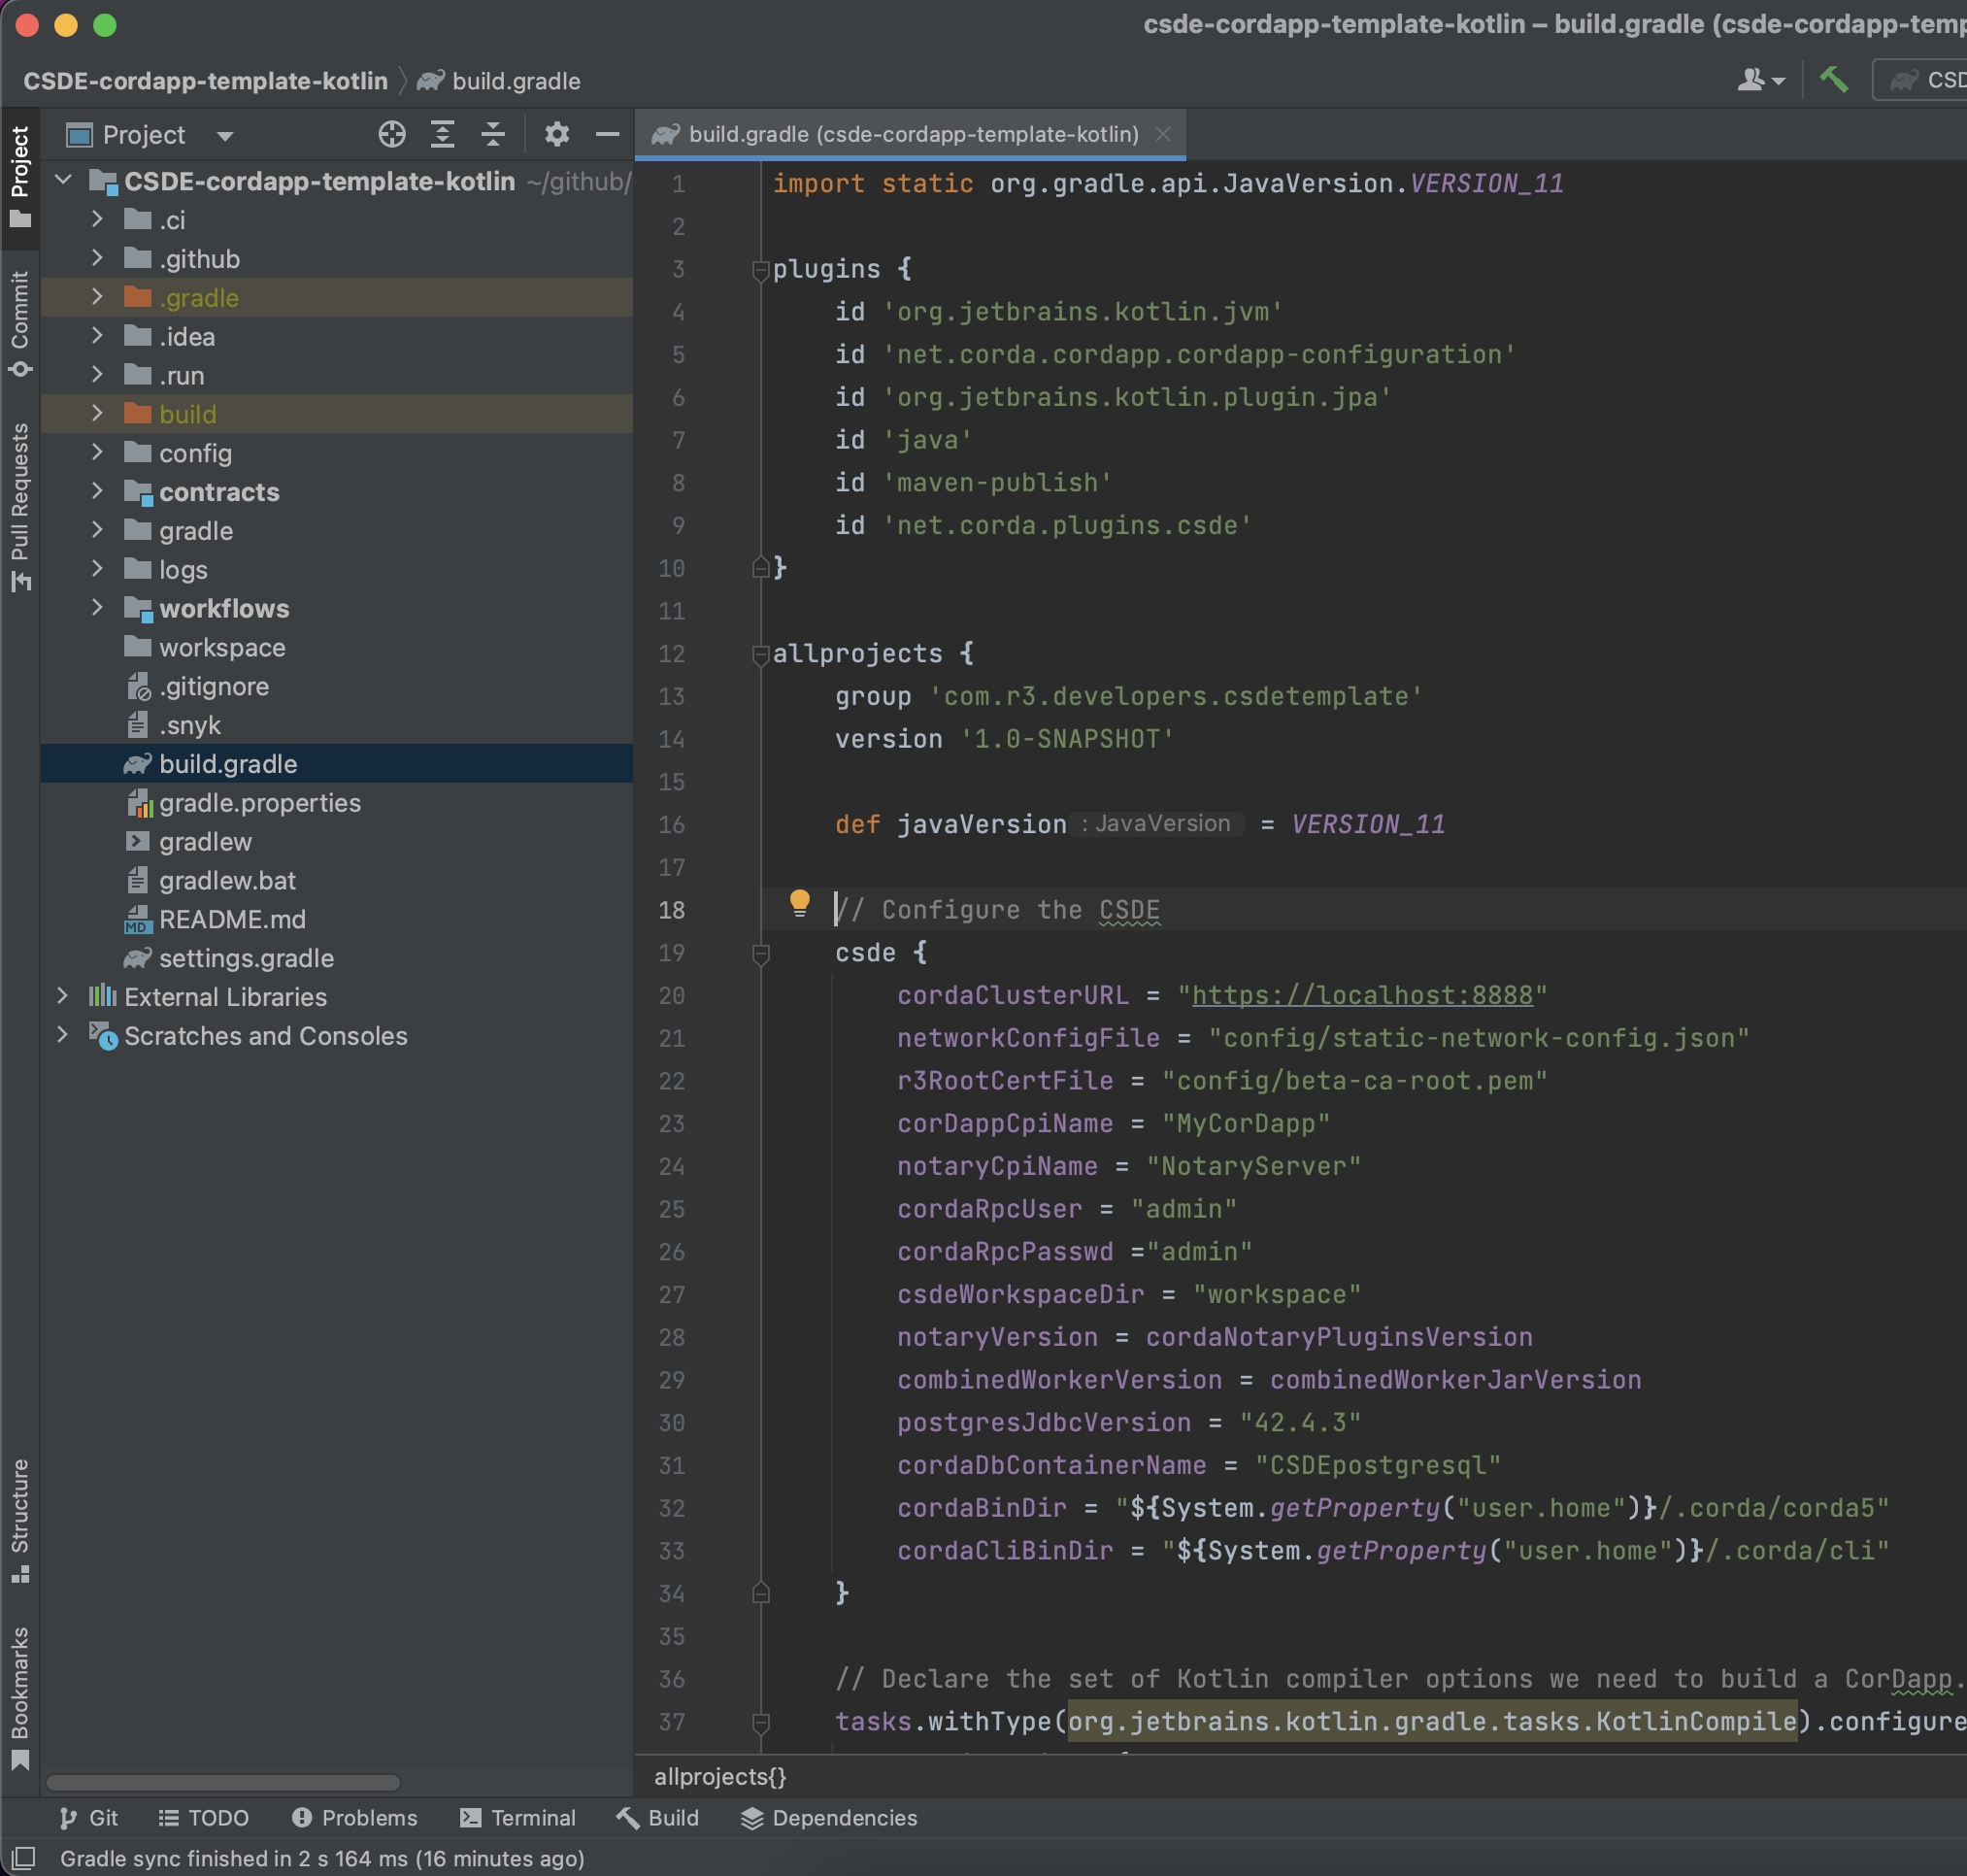 csde-cordapp-template-kotlin – build.gradle (csde-cordapp-temp
CSDE-cordapp-template-kotlin
build.gradle
CSD
Project
Commit
Pull Requests
Structure
Bookmarks
Project
CSDE-cordapp-template-kotlin ~/github/
.ci
.github
.gradle
.idea
.run
build
config
contracts
gradle
logs
workflows
workspace
.gitignore
.snyk
build.gradle
gradle.properties
gradlew
gradlew.bat
MD README.md
settings.gradle
External Libraries
Scratches and Consoles
build.gradle (csde-cordapp-template-kotlin)
1 import static org.gradle.api.JavaVersion.VERSION_11
2
3 plugins {
4 id 'org.jetbrains.kotlin.jvm'
5 id 'net.corda.cordapp.cordapp-configuration'
6 id 'org.jetbrains.kotlin.plugin.jpa'
7 id 'java'
8 id 'maven-publish'
9 id 'net.corda.plugins.csde'
10 }
11
12 allprojects {
13 group 'com.r3.developers.csdetemplate'
14 version '1.0-SNAPSHOT'
15
16 def javaVersion : JavaVersion = VERSION_11
17
18 // Configure the CSDE
19 csde {
20 cordaClusterURL = "https://localhost:8888"
21 networkConfigFile = "config/static-network-config.json"
22 r3RootCertFile = "config/beta-ca-root.pem"
23 corDappCpiName = "MyCorDapp"
24 notaryCpiName = "NotaryServer"
25 cordaRpcUser = "admin"
26 cordaRpcPasswd ="admin"
27 csdeWorkspaceDir = "workspace"
28 notaryVersion = cordaNotaryPluginsVersion
29 combinedWorkerVersion = combinedWorkerJarVersion
30 postgresJdbcVersion = "42.4.3"
31 cordaDbContainerName = "CSDEpostgresql"
32 cordaBinDir = "${System.getProperty("user.home")}/.corda/corda5"
33 cordaCliBinDir = "${System.getProperty("user.home")}/.corda/cli"
34 }
35
36 // Declare the set of Kotlin compiler options we need to build a CorDapp.
37 tasks.withType(org.jetbrains.kotlin.gradle.tasks.KotlinCompile).configure
allprojects{}
Git
TODO
Problems
Terminal
Build
Dependencies
Gradle sync finished in 2 s 164 ms (16 minutes ago)